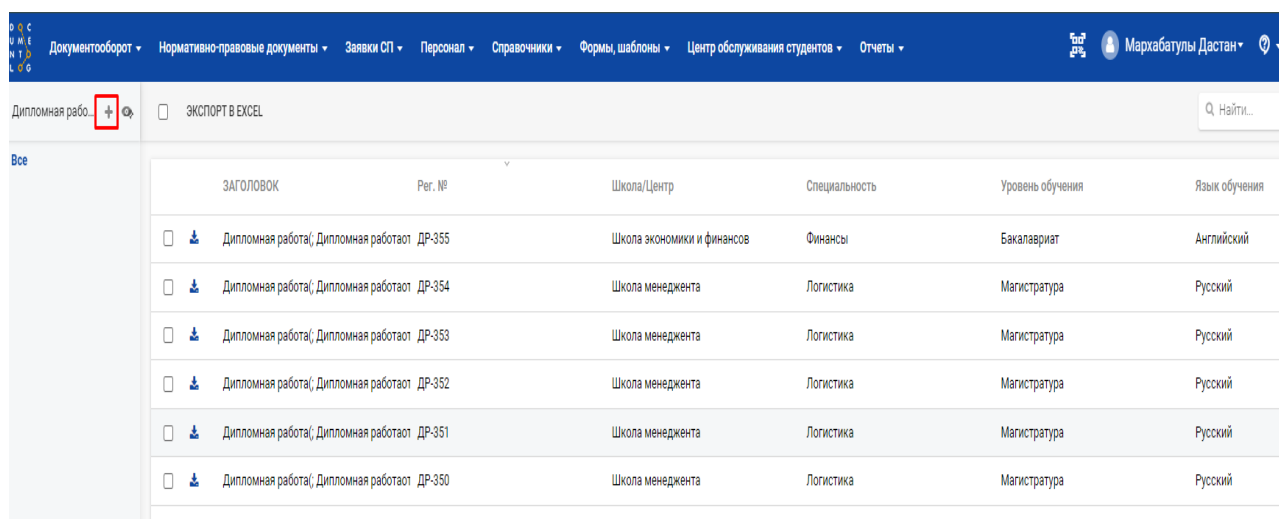 DOC
UME
NTO
LOG
Документооборот Нормативно-правовые документы Заявки СП Персонал Справочники Формы, шаблоны Центр обслуживания студентов Отчеты Мархабатулы Дастан
Дипломная рабо... ЭКСПОРТ В EXCEL Найти...
Все
ЗАГОЛОВОК Рег. № Школа/Центр Специальность Уровень обучения Язык обучения
Дипломная работа(; Дипломная работаот ДР-355 Школа экономики и финансов Финансы Бакалавриат Английский
Дипломная работа(; Дипломная работаот ДР-354 Школа менеджента Логистика Магистратура Русский
Дипломная работа(; Дипломная работаот ДР-353 Школа менеджента Логистика Магистратура Русский
Дипломная работа(; Дипломная работаот ДР-352 Школа менеджента Логистика Магистратура Русский
Дипломная работа(; Дипломная работаот ДР-351 Школа менеджента Логистика Магистратура Русский
Дипломная работа(; Дипломная работаот ДР-350 Школа менеджента Логистика Магистратура Русский